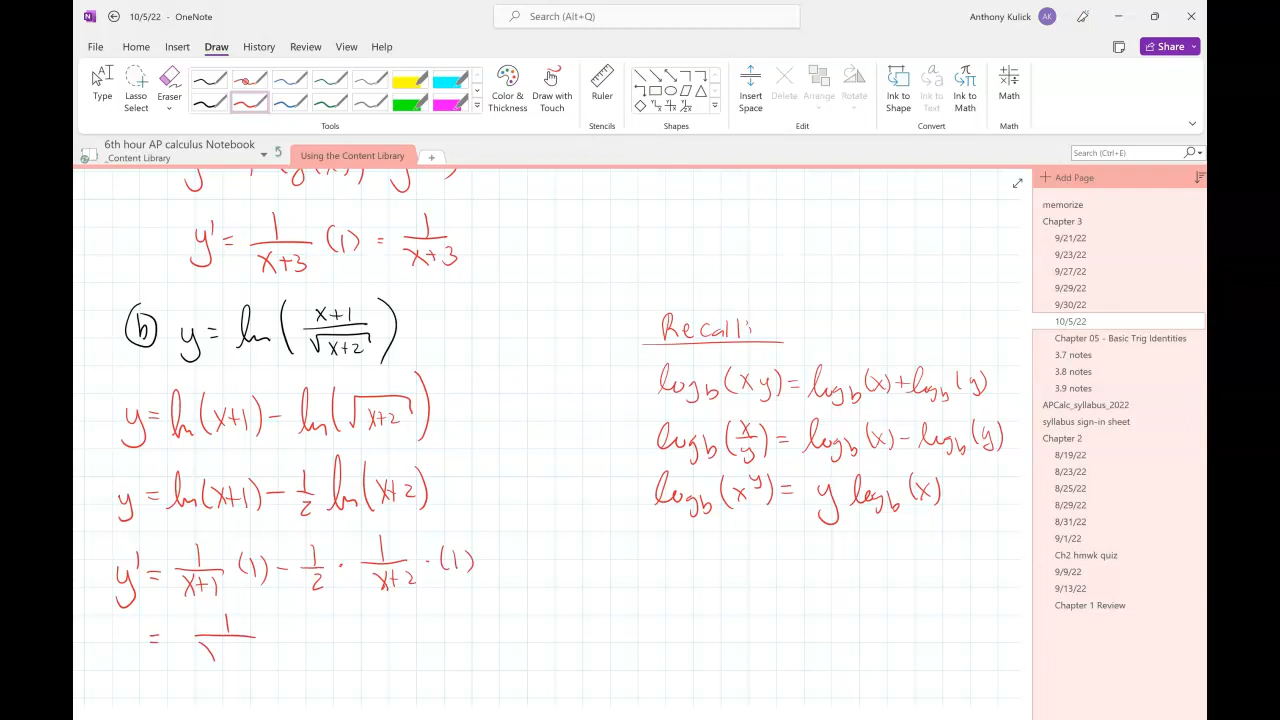 10/5/22 - OneNote
Search (Alt+Q)
Anthony Kulick
AK
File Home Insert Draw History Review View Help
Share
Type
Lasso Select
Eraser
Color & Thickness
Draw with Touch
Ruler
Insert Space
Delete
Arrange
Rotate
Ink to Shape
Ink to Text
Ink to Math
Math
Tools
Stencils
Shapes
Edit
Convert
Math
6th hour AP calculus Notebook
_Content Library
Using the Content Library
Search (Ctrl+E)
y' = 1/(x+3) (1) = 1/(x+3)
(b) y = ln( (x+1)/√(x+2) )
y = ln(x+1) - ln(√(x+2))
y = ln(x+1) - 1/2 ln(x+2)
y' = 1/(x+1) (1) - 1/2 · 1/(x+2) · (1)
= 1
Recall:
log_b(xy) = log_b(x) + log_b(y)
log_b(x/y) = log_b(x) - log_b(y)
log_b(x^y) = y log_b(x)
Add Page
memorize
Chapter 3
9/21/22
9/23/22
9/27/22
9/29/22
9/30/22
10/5/22
Chapter 05 - Basic Trig Identities
3.7 notes
3.8 notes
3.9 notes
APCalc_syllabus_2022
syllabus sign-in sheet
Chapter 2
8/19/22
8/23/22
8/25/22
8/29/22
8/31/22
9/1/22
Ch2 hmwk quiz
9/9/22
9/13/22
Chapter 1 Review